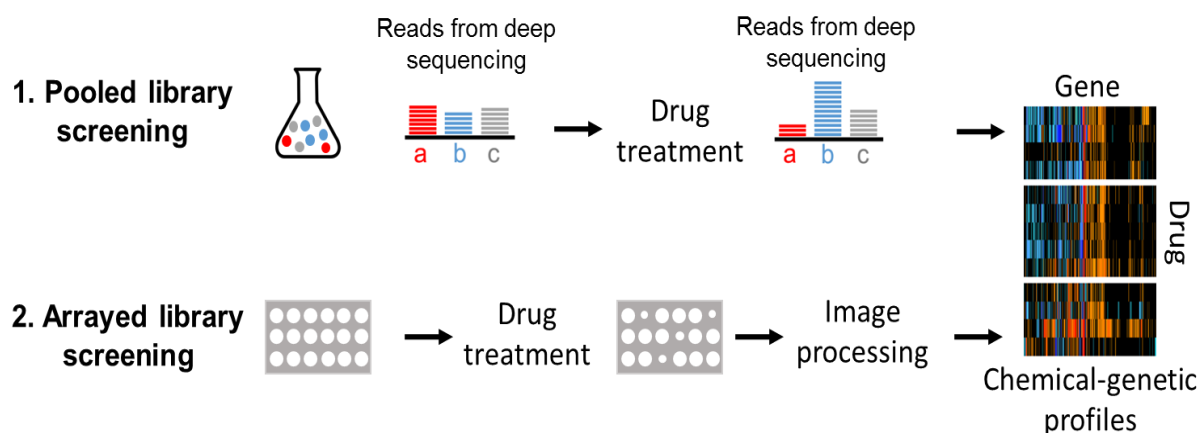 Reads from deep
sequencing
Reads from deep
sequencing
1. Pooled library
screening
a b c
Drug
treatment
a b c
Gene
Drug
2. Arrayed library
screening
Drug
treatment
Image
processing
Chemical-genetic
profiles